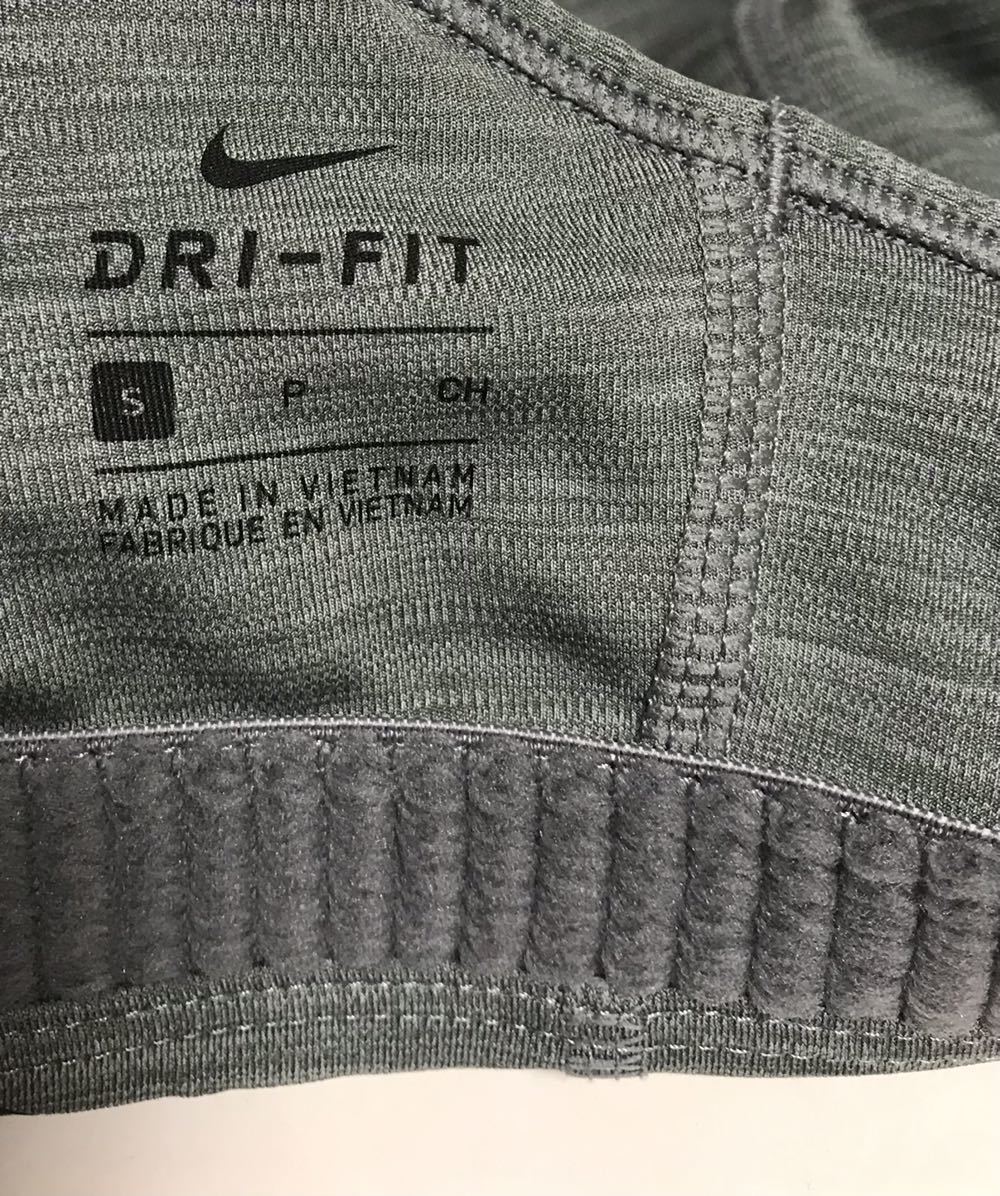 DRI-FIT
S P CH
MADE IN VIETNAM
FABRIQUE EN VIETNAM